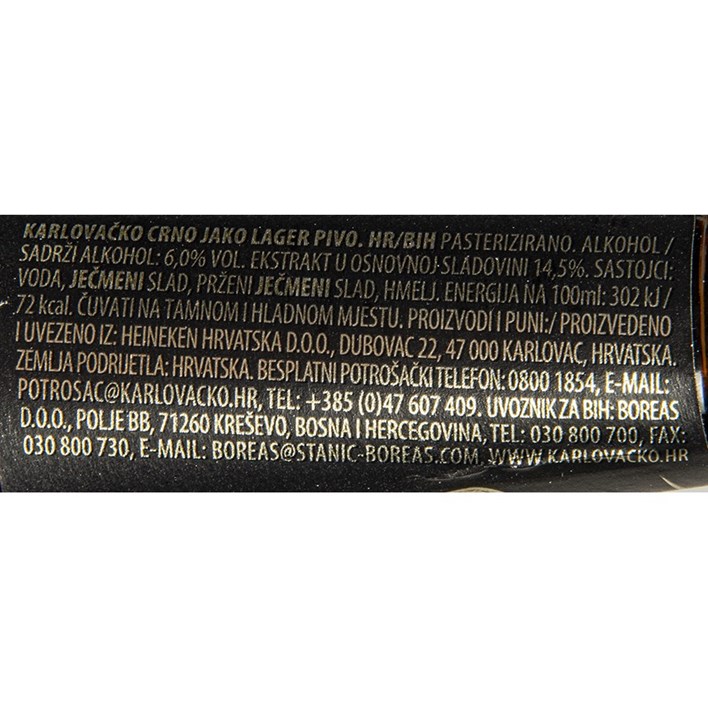 KARLOVAČKO CRNO JAKO LAGER PIVO. HR/BIH PASTERIZIRANO. ALKOHOL /
SADRŽI ALKOHOL: 6,0% VOL. EKSTRAKT U OSNOVNOJ SLADOVINI 14,5%. SASTOJCI:
VODA, JEČMENI SLAD, PRŽENI JEČMENI SLAD, HMELJ. ENERGIJA NA 100ml: 302 kJ /
72 kcal. ČUVATI NA TAMNOM I HLADNOM MJESTU. PROIZVODI I PUNI:/ PROIZVEDENO
I UVEZENO IZ: HEINEKEN HRVATSKA D.O.O., DUBOVAC 22, 47 000 KARLOVAC, HRVATSKA.
ZEMLJA PODRIJETLA: HRVATSKA. BESPLATNI POTROŠAČKI TELEFON: 0800 1854, E-MAIL:
POTROSAC@KARLOVACKO.HR, TEL: +385 (0)47 607 409. UVOZNIK ZA BIH: BOREAS
D.O.O., POLJE BB, 71260 KREŠEVO, BOSNA I HERCEGOVINA, TEL: 030 800 700, FAX:
030 800 730, E-MAIL: BOREAS@STANIC-BOREAS.COM WWW.KARLOVACKO.HR